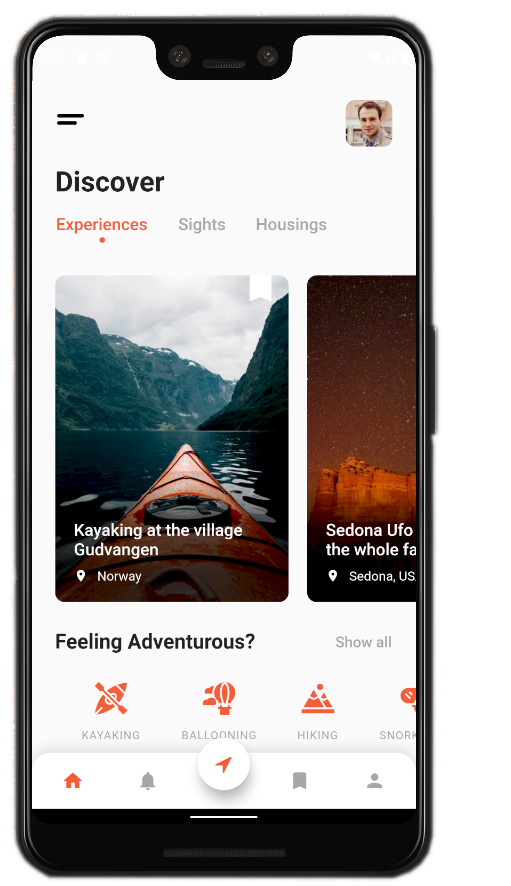 Discover
Experiences Sights Housings
Kayaking at the village
Gudvangen
Norway
Sedona Ufo
the whole fa
Sedona, US
Feeling Adventurous?
Show all
KAYAKING BALLOONING HIKING SNORK